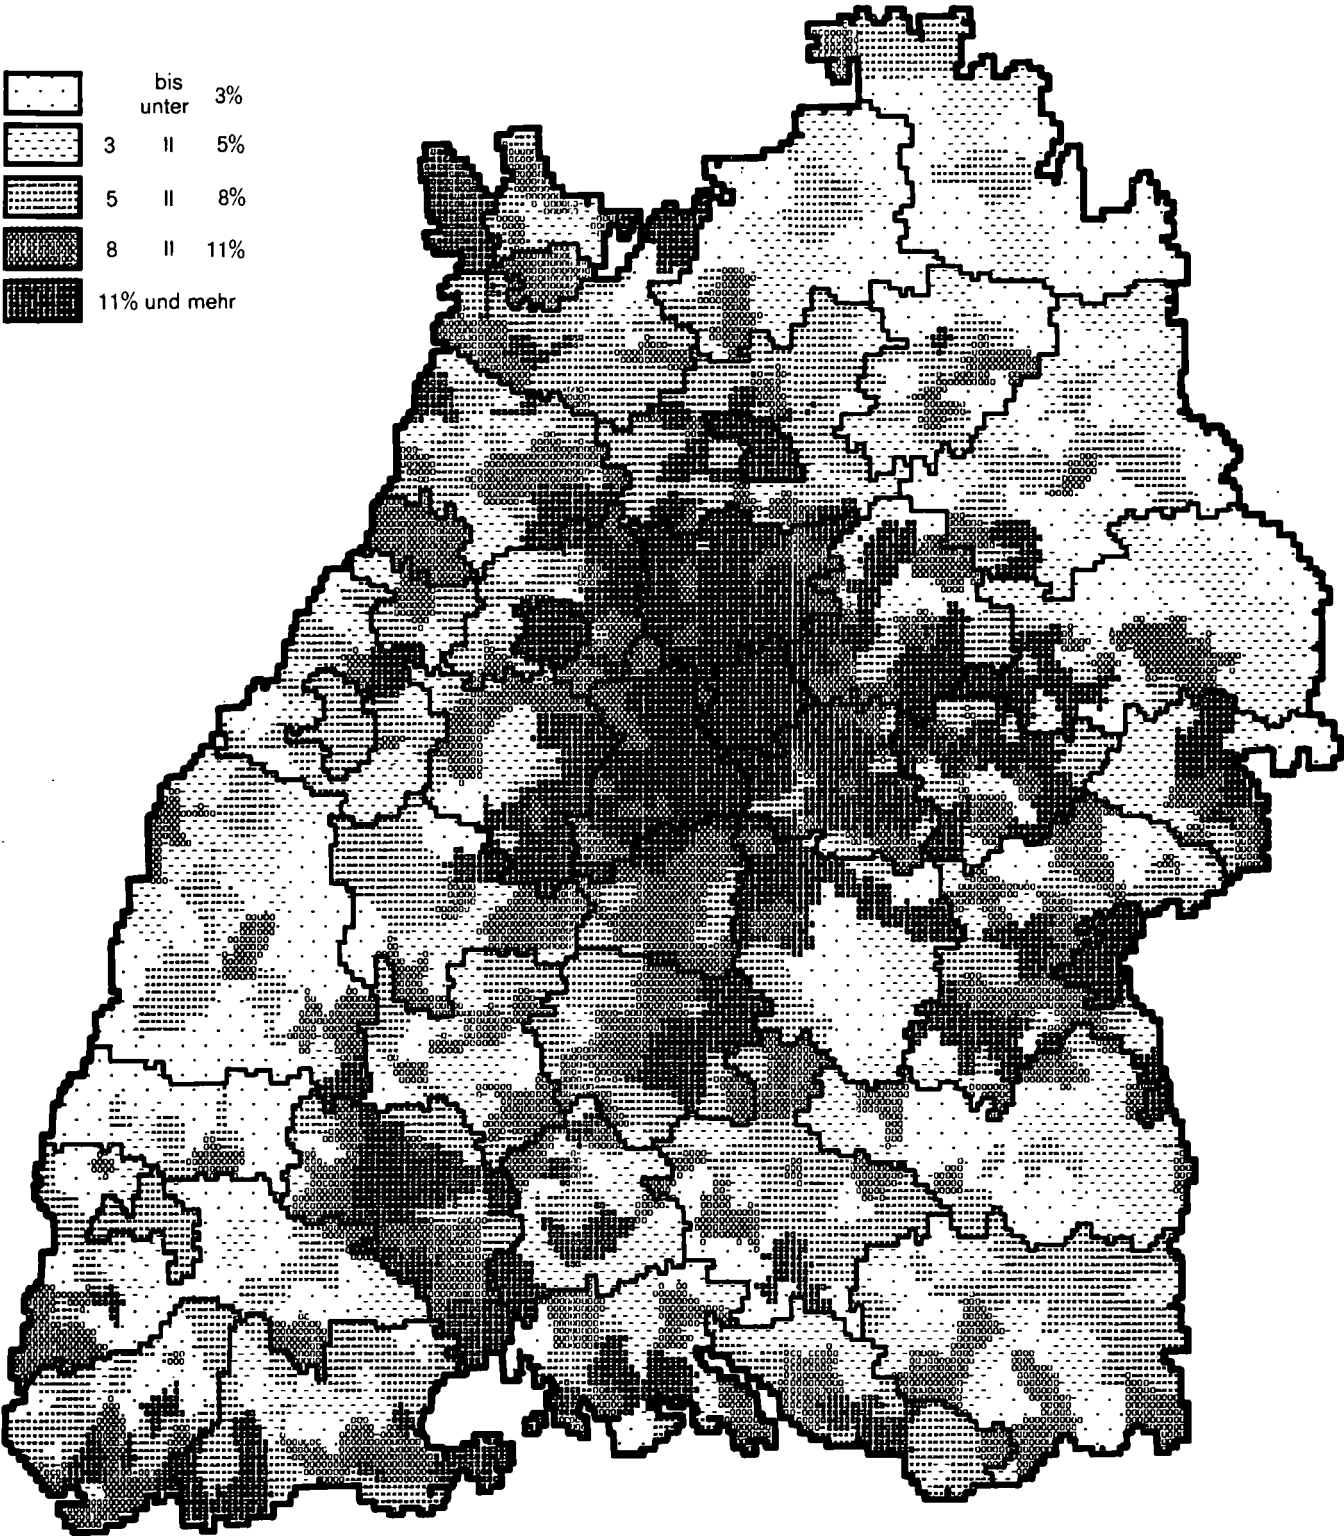 bis
unter 3%
3 " 5%
5 " 8%
8 " 11%
11% und mehr